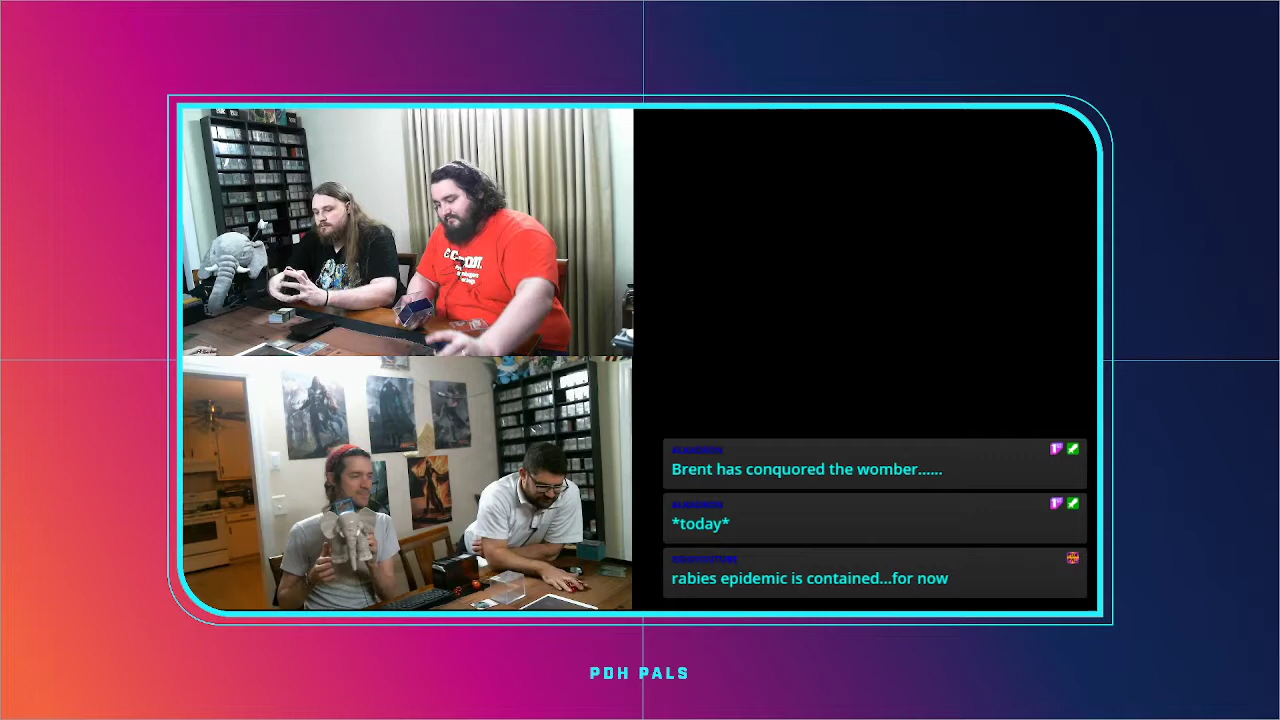 Brent has conquored the womber......
*today*
rabies epidemic is contained...for now
PDH PALS